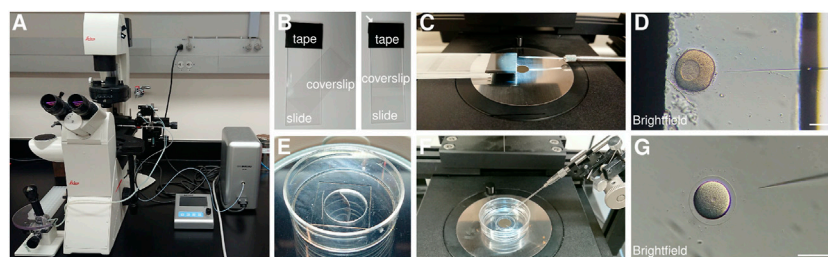 A
B
tape
coverslip
slide
tape
coverslip
slide
C
D
Brightfield
E
F
G
Brightfield
Leica
Leica